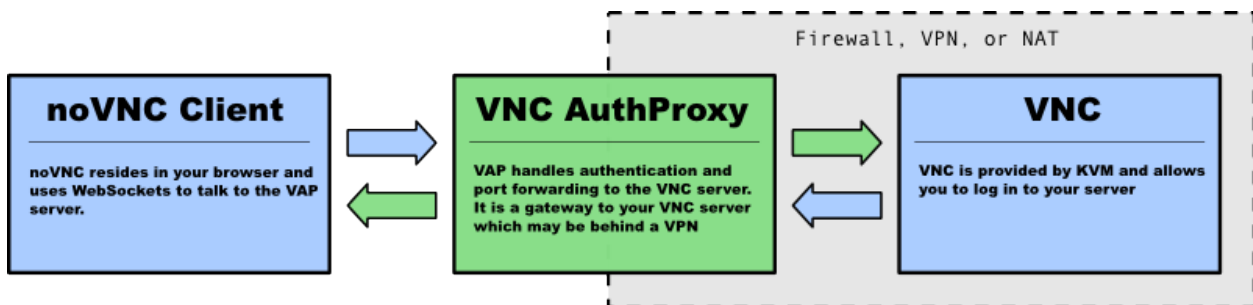 Firewall, VPN, or NAT
noVNC Client
noVNC resides in your browser and
uses WebSockets to talk to the VAP
server.
VNC AuthProxy
VAP handles authentication and
port forwarding to the VNC server.
It is a gateway to your VNC server
which may be behind a VPN
VNC
VNC is provided by KVM and allows
you to log in to your server